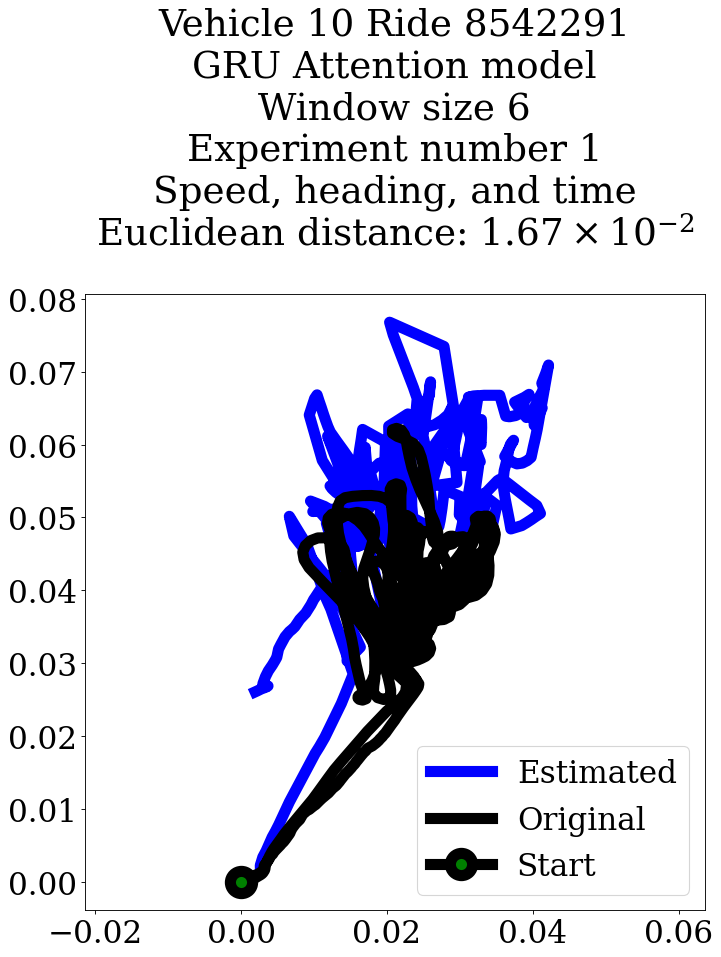 Vehicle 10 Ride 8542291
GRU Attention model
Window size 6
Experiment number 1
Speed, heading, and time
Euclidean distance: 1.67 × 10⁻²
0.08
0.07
0.06
0.05
0.04
0.03
0.02
0.01
0.00
Estimated
Original
Start
−0.02 0.00 0.02 0.04 0.06